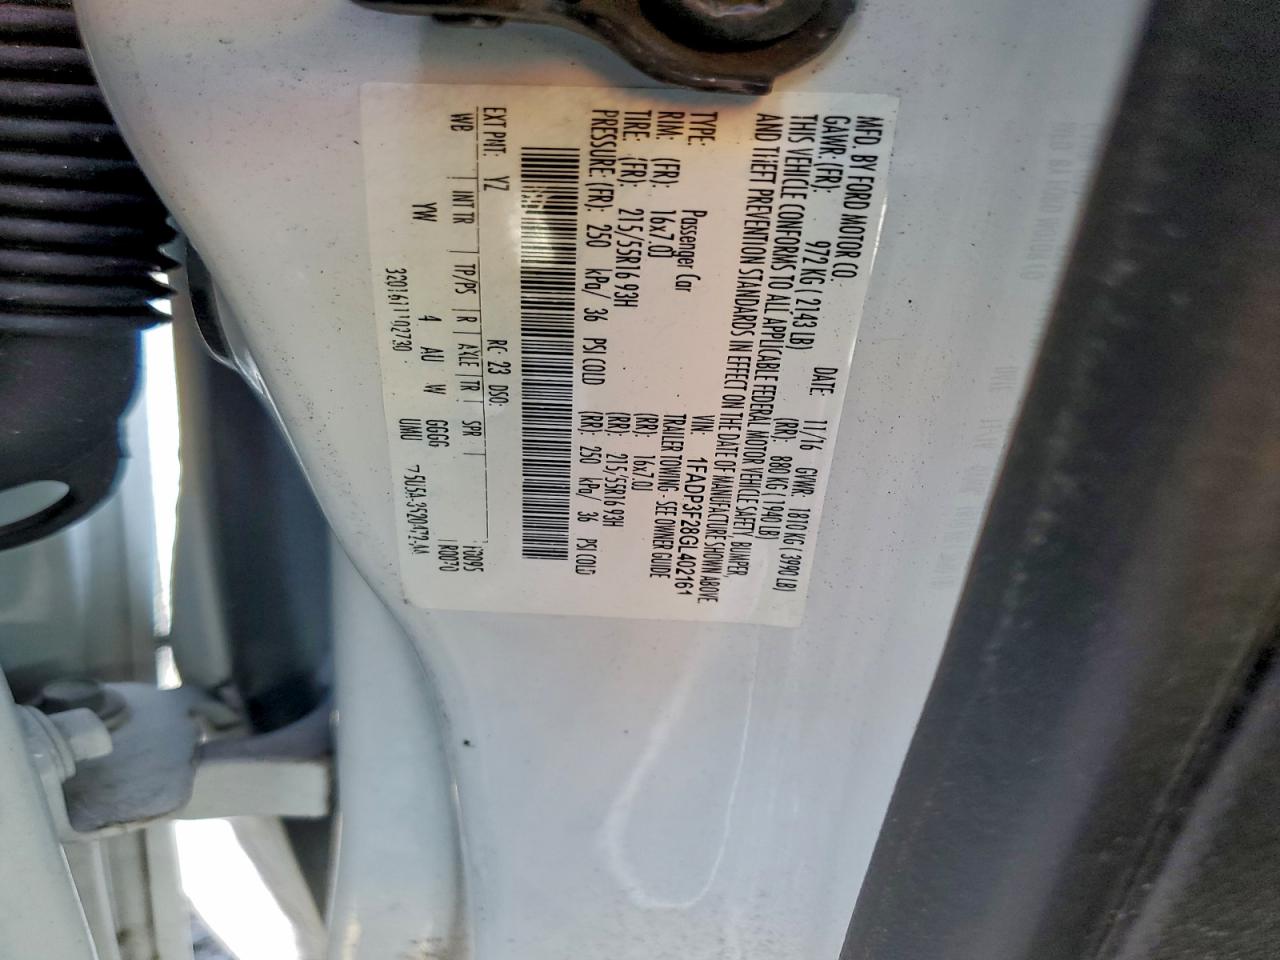 MFD. BY FORD MOTOR CO. DATE: 11/16 GVWR: 1810 KG ( 3990 LB)
GAWR: (FR): 972 KG ( 2143 LB) (RR): 880 KG ( 1940 LB)
THIS VEHICLE CONFORMS TO ALL APPLICABLE FEDERAL MOTOR VEHICLE SAFETY, BUMPER,
AND THEFT PREVENTION STANDARDS IN EFFECT ON THE DATE OF MANUFACTURE SHOWN ABOVE.
VIN: 1FADP3F28GL402161
TYPE: Passenger Car TRAILER TOWING - SEE OWNER GUIDE
RIM: (FR): 16x7.0J (RR): 16x7.0J
TIRE: (FR): 215/55R16 93H (RR): 215/55R16 93H
PRESSURE: (FR): 250 kPa/ 36 PSI COLD (RR): 250 kPa/ 36 PSI COLD
EXT PNT: YZ RC: 23 DSO:
WB INT TR TP/PS R AXLE TR SPR
YW 4 AU W GGGG
3201611102730 UMU